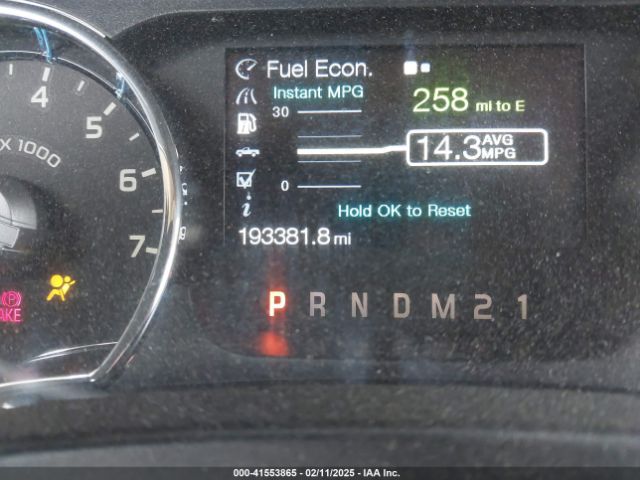 4
5
6
7
X 1000
P
AKE
Fuel Econ.
Instant MPG
30
0
258 mi to E
14.3 AVG MPG
Hold OK to Reset
i
193381.8 mi
P R N D M 2 1
000-41553865 - 02/11/2025 - IAA Inc.